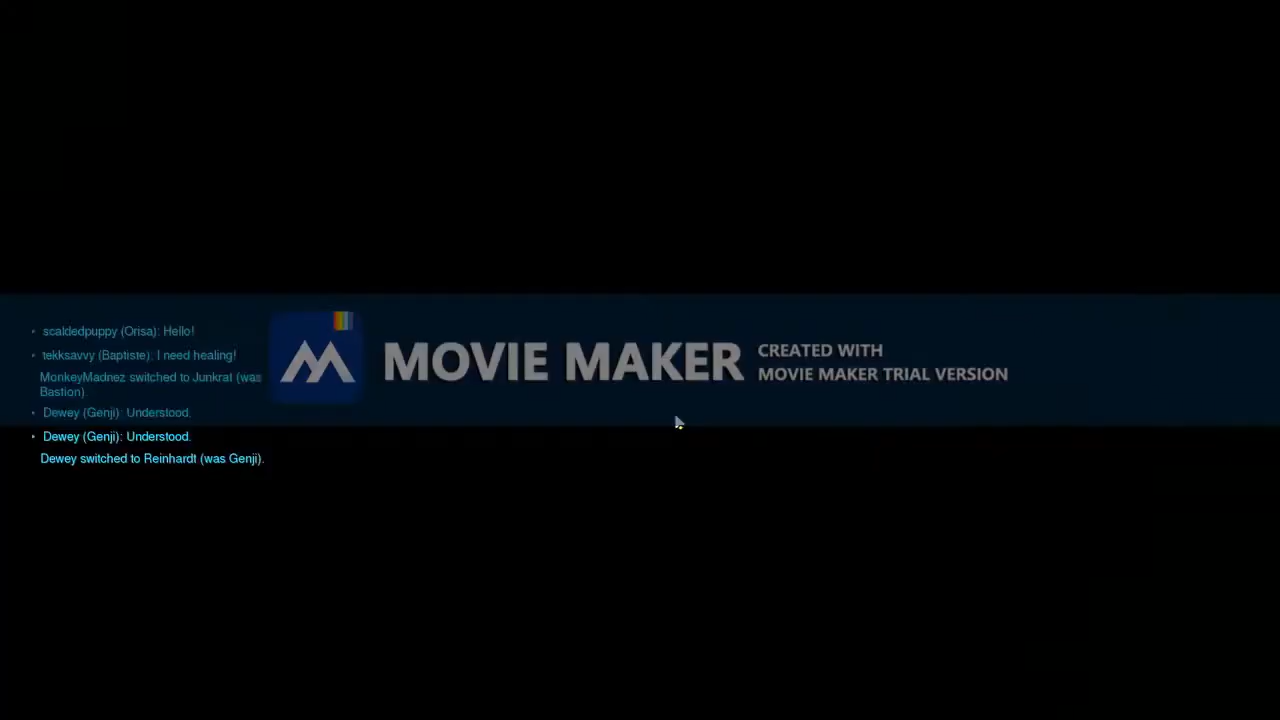 scaldedpuppy (Orisa): Hello!
tekksavvy (Baptiste): I need healing!
MonkeyMadnez switched to Junkrat (was
Bastion).
Dewey (Genji): Understood.
Dewey (Genji): Understood.
Dewey switched to Reinhardt (was Genji).
MOVIE MAKER
CREATED WITH
MOVIE MAKER TRIAL VERSION